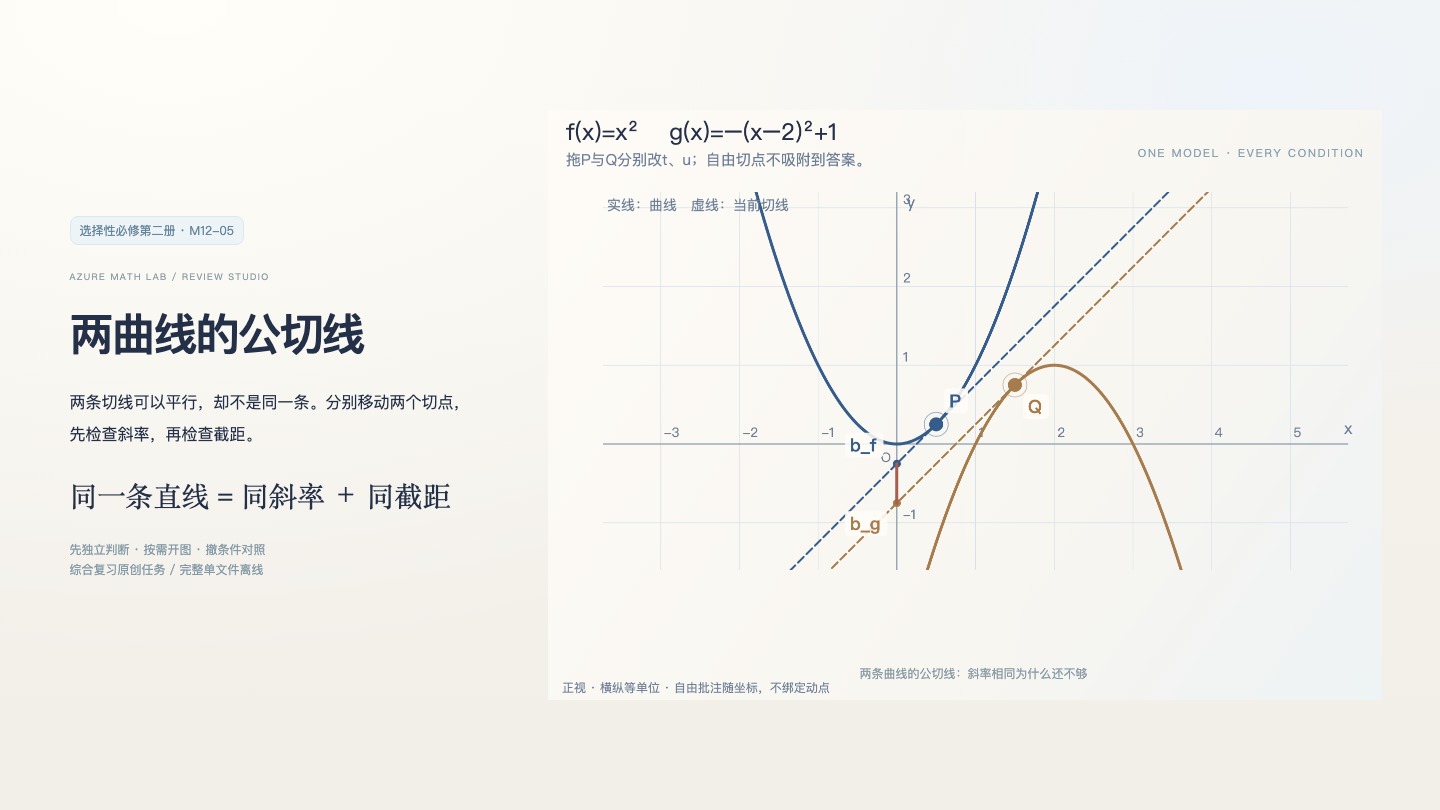 选择性必修第二册 · M12-05
AZURE MATH LAB / REVIEW STUDIO
两曲线的公切线
两条切线可以平行，却不是同一条。分别移动两个切点，
先检查斜率，再检查截距。
同一条直线 = 同斜率 + 同截距
先独立判断 · 按需开图 · 撤条件对照
综合复习原创任务 / 完整单文件离线
f(x)=x² g(x)=−(x−2)²+1
拖P与Q分别改t、u；自由切点不吸附到答案。
ONE MODEL · EVERY CONDITION
实线：曲线 虚线：当前切线
3
y
2
1
P
Q
−3
−2
−1
1
2
3
4
5
x
b_f
O
b_g
−1
两条曲线的公切线：斜率相同为什么还不够
正视 · 横纵等单位 · 自由批注随坐标，不绑定动点